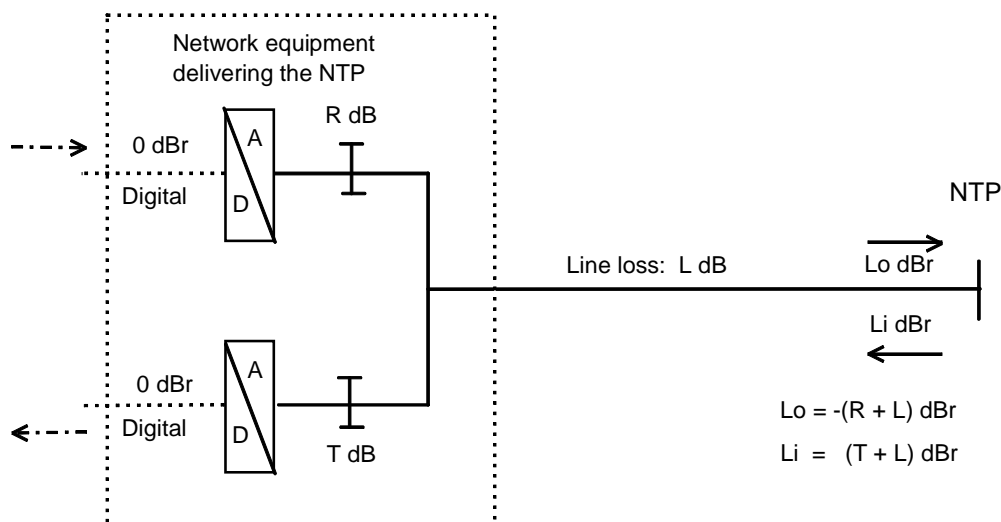 Network equipment
delivering the NTP
R dB
0 dBr
A
D
Digital
NTP
Line loss: L dB
Lo dBr
Li dBr
0 dBr
A
D
Digital
T dB
Lo = -(R + L) dBr
Li = (T + L) dBr